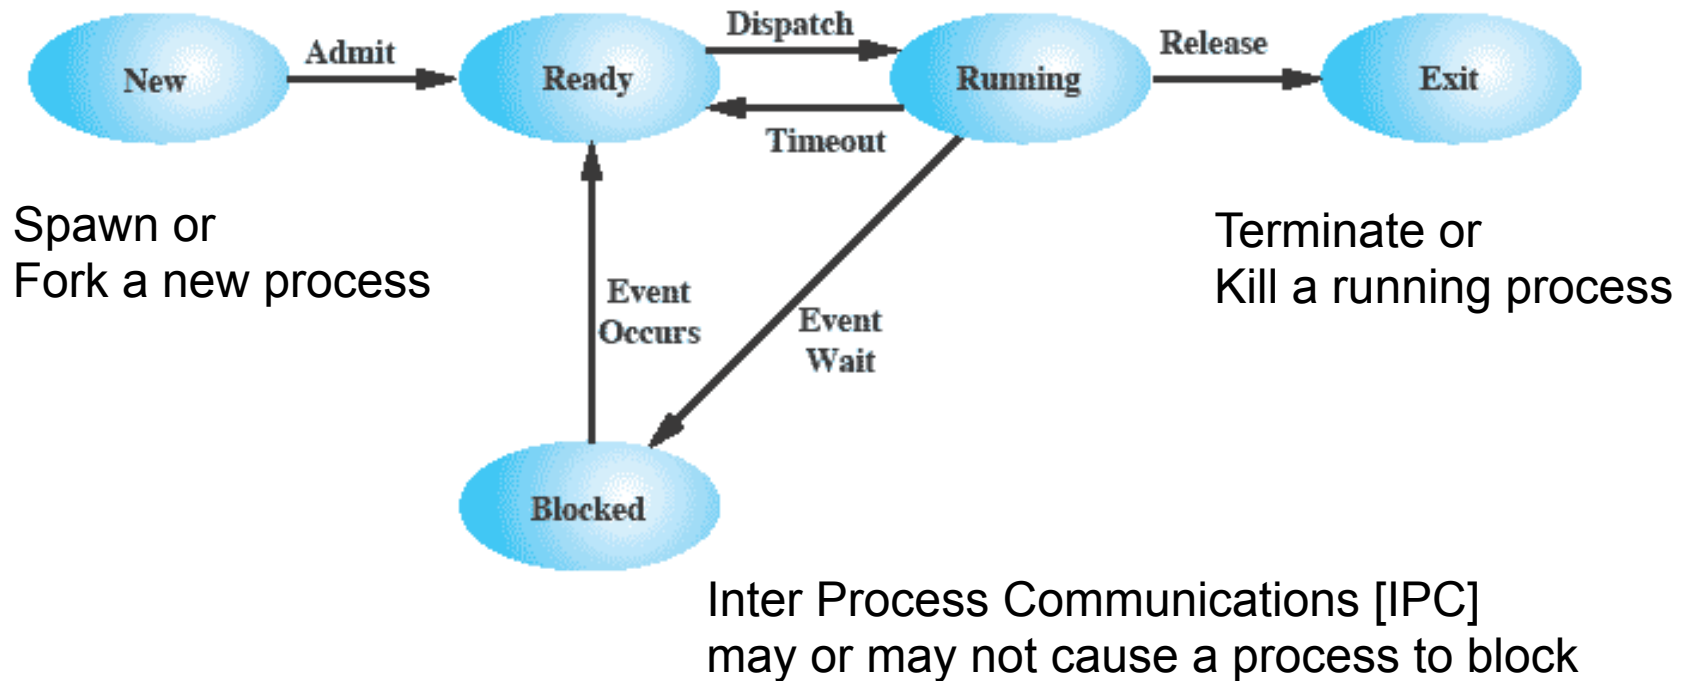 Dispatch
Admit
Release
New
Ready
Running
Exit
Timeout
Spawn or
Fork a new process
Terminate or
Kill a running process
Event
Occurs
Event
Wait
Blocked
Inter Process Communications [IPC]
may or may not cause a process to block